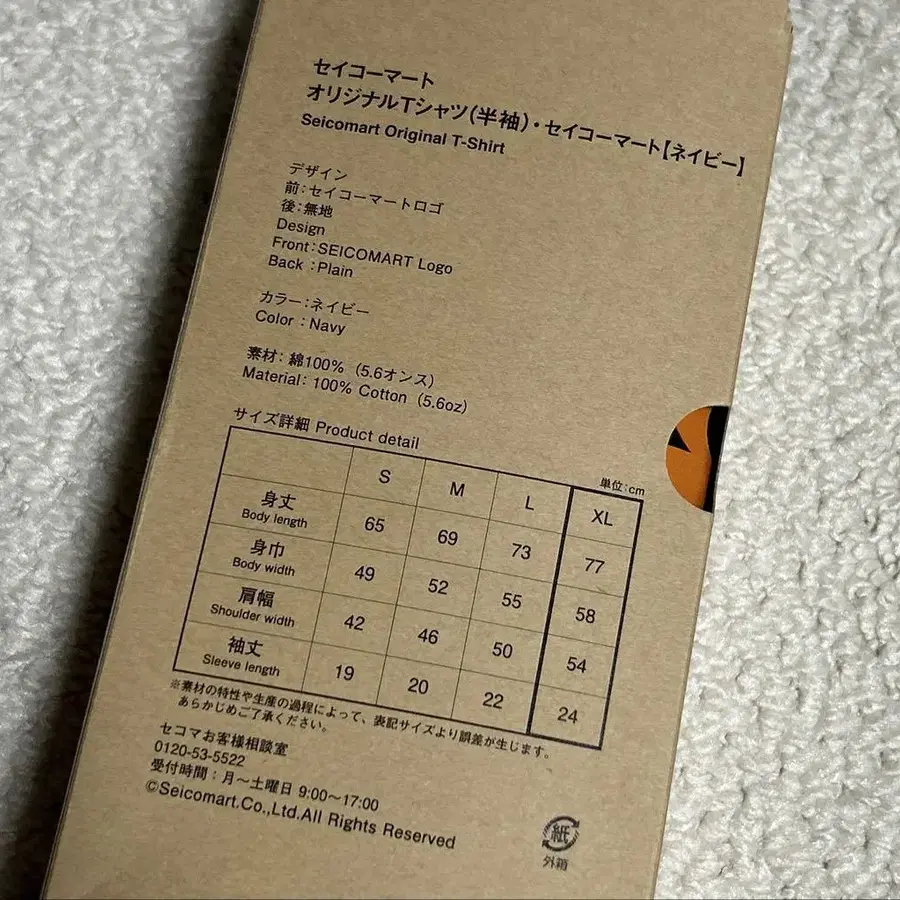 セイコーマート
オリジナルTシャツ(半袖)・セイコーマート【ネイビー】
Seicomart Original T-Shirt
デザイン
前:セイコーマートロゴ
後:無地
Design
Front:SEICOMART Logo
Back :Plain
カラー:ネイビー
Color : Navy
素材: 綿100% (5.6オンス)
Material: 100% Cotton (5.6oz)
サイズ詳細 Product detail
単位:cm
S M L XL
身丈 65 69 73 77
Body length
身巾 49 52 55 58
Body width
肩幅 42 46 50 54
Shoulder width
袖丈 19 20 22 24
Sleeve length
※素材の特性や生産の過程によって、表記サイズより誤差が生じます。
あらかじめご了承ください。
セコマお客様相談室
0120-53-5522
受付時間:月〜土曜日 9:00〜17:00
©Seicomart.Co.,Ltd.All Rights Reserved
紙
外箱